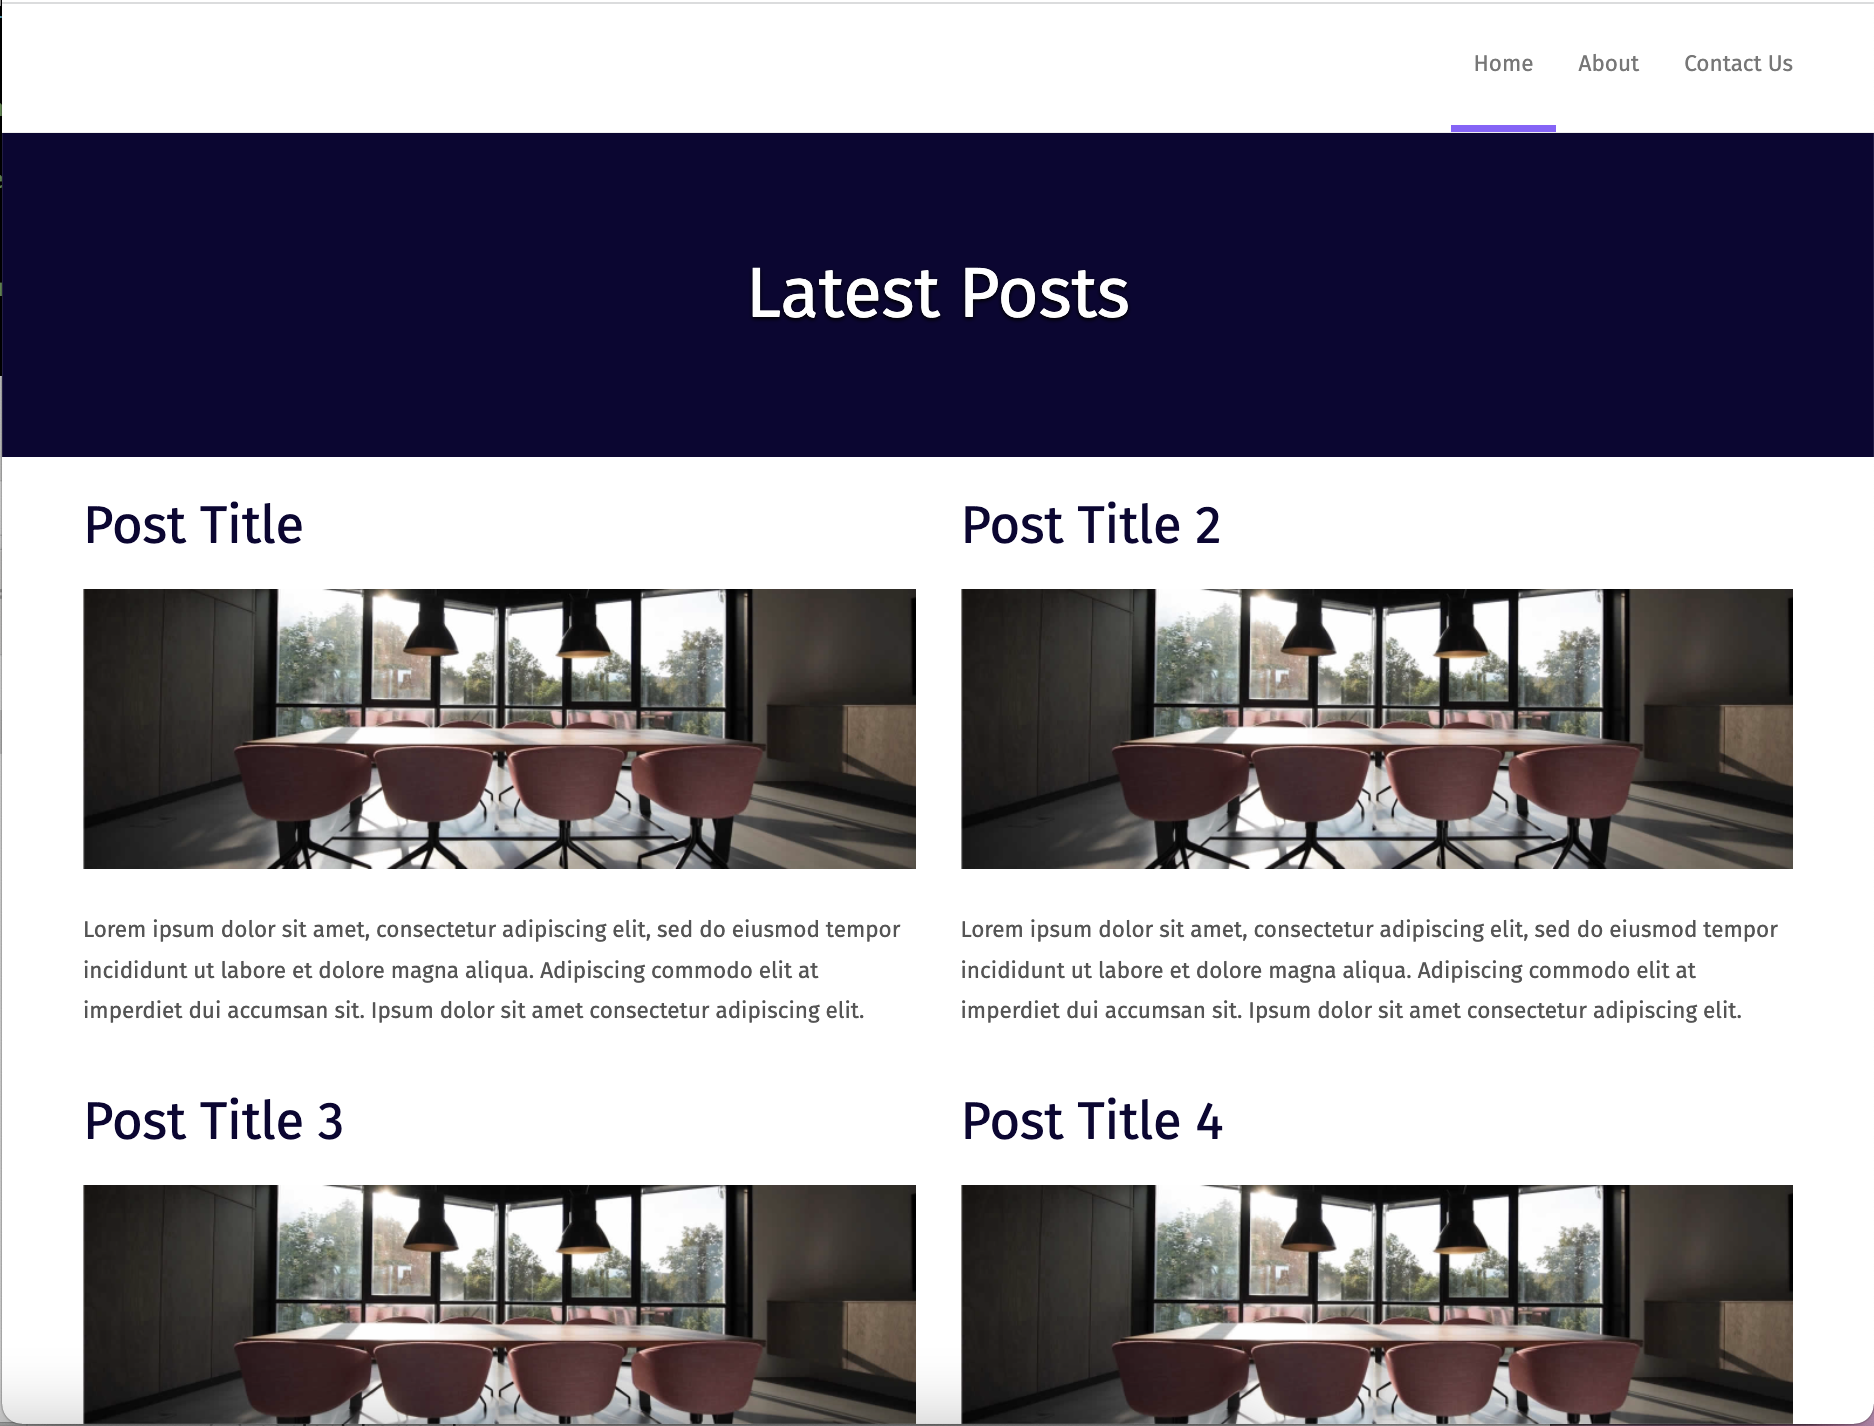 Home About Contact Us
Latest Posts
Post Title
Lorem ipsum dolor sit amet, consectetur adipiscing elit, sed do eiusmod tempor
incididunt ut labore et dolore magna aliqua. Adipiscing commodo elit at
imperdiet dui accumsan sit. Ipsum dolor sit amet consectetur adipiscing elit.
Post Title 2
Lorem ipsum dolor sit amet, consectetur adipiscing elit, sed do eiusmod tempor
incididunt ut labore et dolore magna aliqua. Adipiscing commodo elit at
imperdiet dui accumsan sit. Ipsum dolor sit amet consectetur adipiscing elit.
Post Title 3
Post Title 4